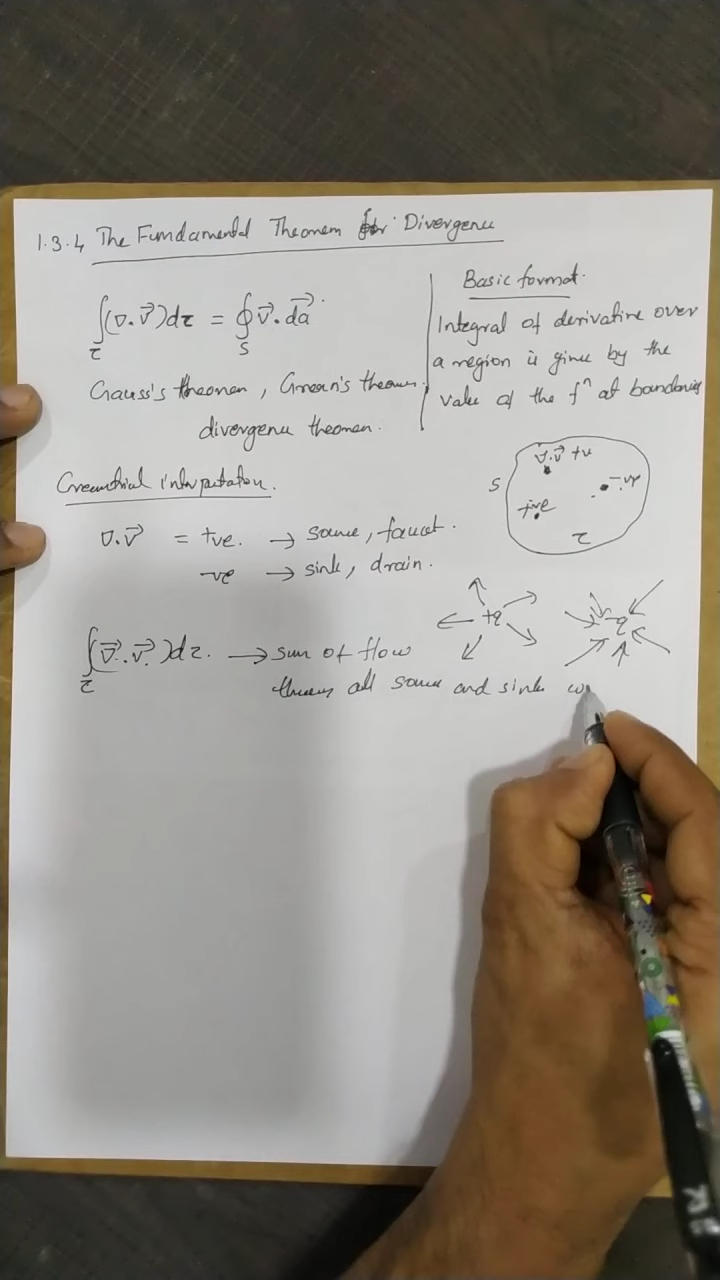 1.3.4 The Fundamental Theorem for Divergence
∫(∇.v⃗)dτ = ∮v⃗.da⃗
τ S
Gauss's theorem, Green's theorem,
divergence theorem.
Basic format.
Integral of derivative over
a region is given by the
value of the fⁿ at boundaries
S
∇.v⃗ +ve
-ve
+ve
τ
Geometrical interpretation.
∇.v⃗ = +ve. → source, faucet.
-ve → sink, drain.
+q -q
∫(∇⃗.v⃗.)dτ. → sum of flow
τ
all source and sink